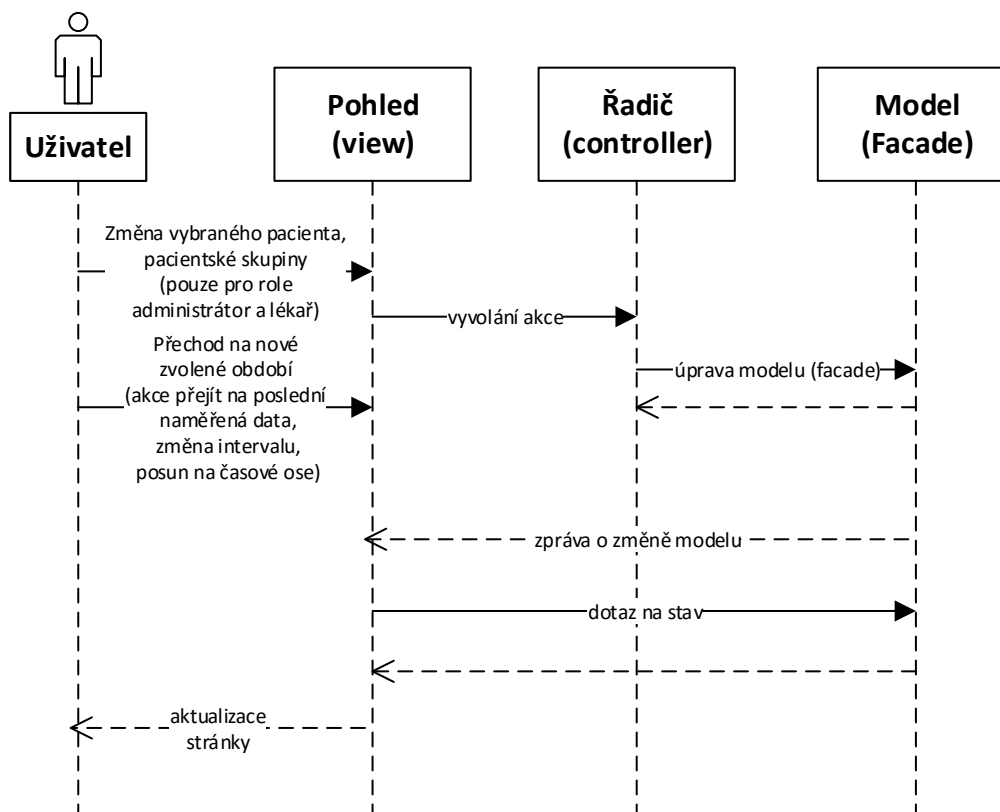 Uživatel
Pohled
(view)
Řadič
(controller)
Model
(Facade)
Změna vybraného pacienta,
pacientské skupiny
(pouze pro role
administrátor a lékař)
vyvolání akce
Přechod na nové
zvolené období
(akce přejít na poslední
naměřená data,
změna intervalu,
posun na časové ose)
úprava modelu (facade)
zpráva o změně modelu
dotaz na stav
aktualizace
stránky